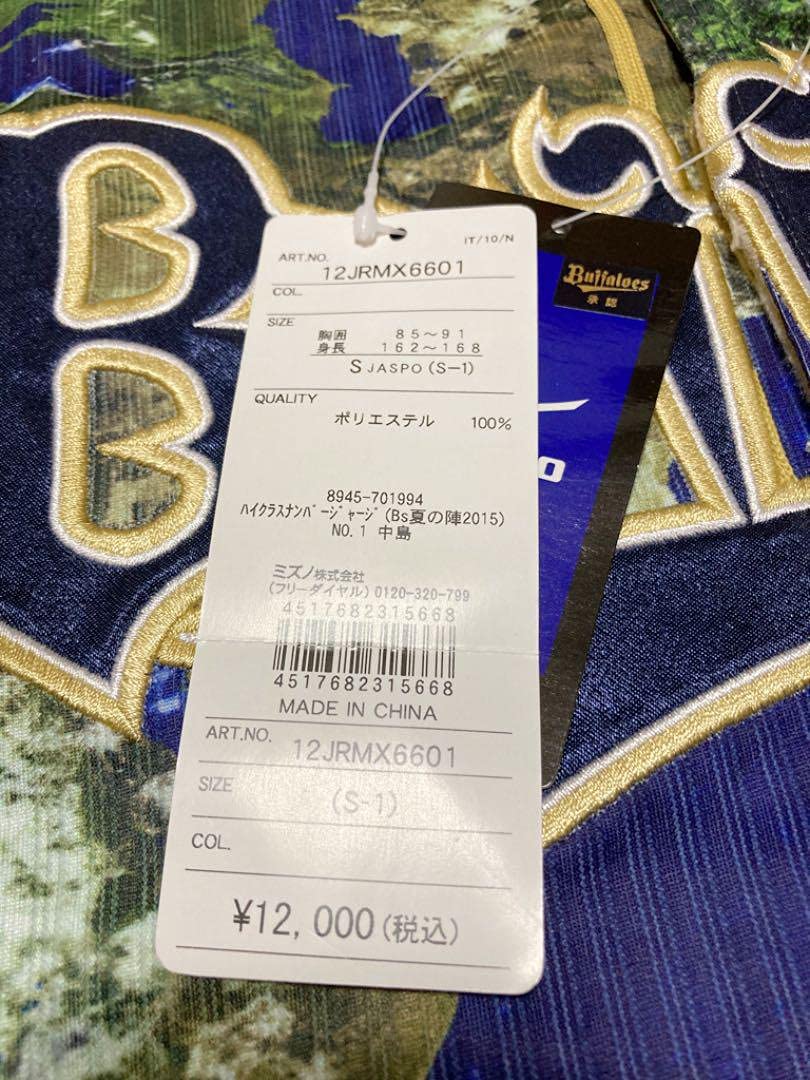 IT/10/N
ART.NO. 12JRMX6601
COL.
SIZE
胸囲 85～91
身長 162～168
S JASPO (S-1)
QUALITY
ポリエステル 100%
8945-701994
ﾊｲｸﾗｽﾅﾝﾊﾞｰｼﾞｬｰｼﾞ(Bs夏の陣2015)
NO.1 中島
ミズノ株式会社
(フリーダイヤル) 0120-320-799
4517682315668
4517682315668
MADE IN CHINA
ART.NO. 12JRMX6601
SIZE (S-1)
COL.
¥12,000(税込)
Buffaloes
承認